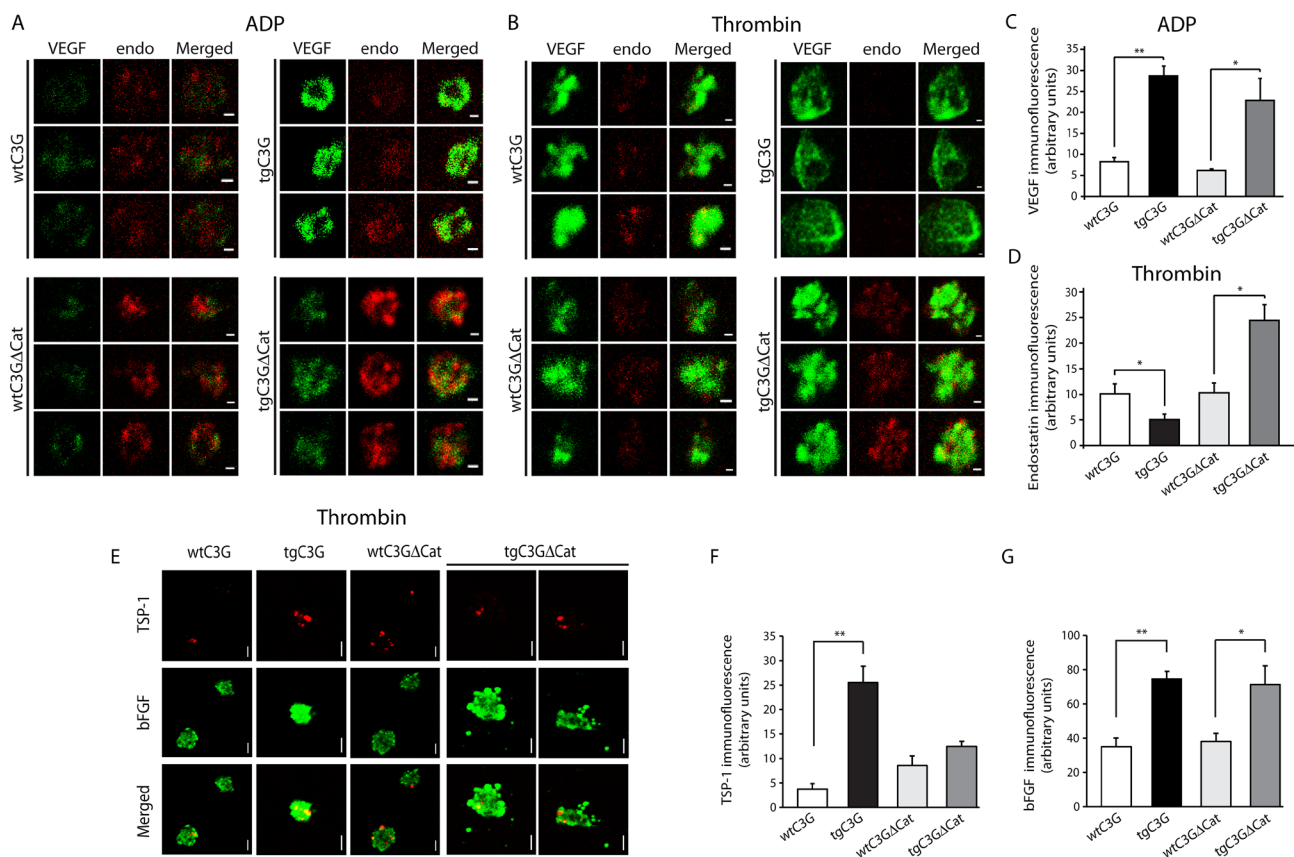 A
ADP
VEGF endo Merged
VEGF endo Merged
wtC3G
tgC3G
wtC3GΔCat
tgC3GΔCat
B
Thrombin
VEGF endo Merged
VEGF endo Merged
wtC3G
tgC3G
wtC3GΔCat
tgC3GΔCat
C
ADP
VEGF immunofluorescence
(arbitrary units)
35
30
25
20
15
10
5
0
**
*
wtC3G
tgC3G
wtC3GΔCat
tgC3GΔCat
D
Thrombin
Endostatin immunofluorescence
(arbitrary units)
30
25
20
15
10
5
0
*
*
wtC3G
tgC3G
wtC3GΔCat
tgC3GΔCat
Thrombin
E
wtC3G tgC3G wtC3GΔCat tgC3GΔCat
TSP-1
bFGF
Merged
F
TSP-1 immunofluorescence
(arbitrary units)
35
30
25
20
15
10
5
0
**
wtC3G
tgC3G
wtC3GΔCat
tgC3GΔCat
G
bFGF immunofluorescence
(arbitrary units)
100
80
60
40
20
0
**
*
wtC3G
tgC3G
wtC3GΔCat
tgC3GΔCat